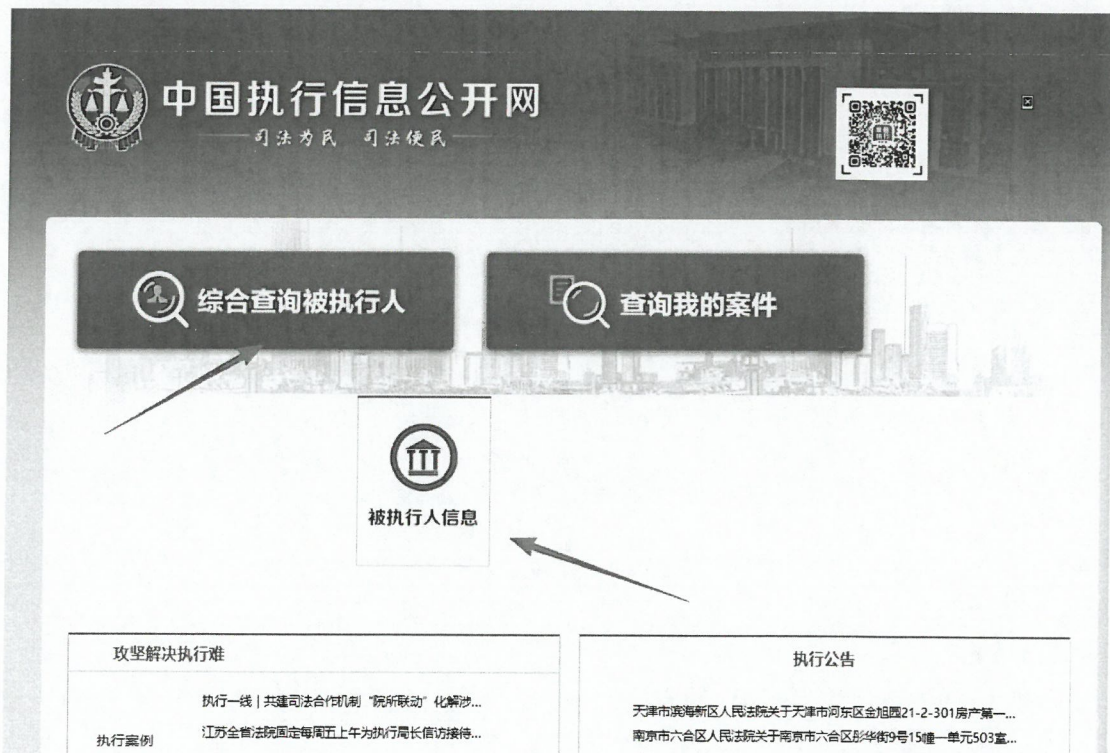 中国执行信息公开网
司法为民 司法便民
综合查询被执行人
查询我的案件
被执行人信息
攻坚解决执行难
执行公告
执行一线 | 共建司法合作机制 “院所联动” 化解涉...
江苏全省法院固定每周五上午为执行局长信访接待...
执行案例
天津市滨海新区人民法院关于天津市河东区金旭园21-2-301房产第一...
南京市六合区人民法院关于南京市六合区彤华街9号15幢一单元503室...